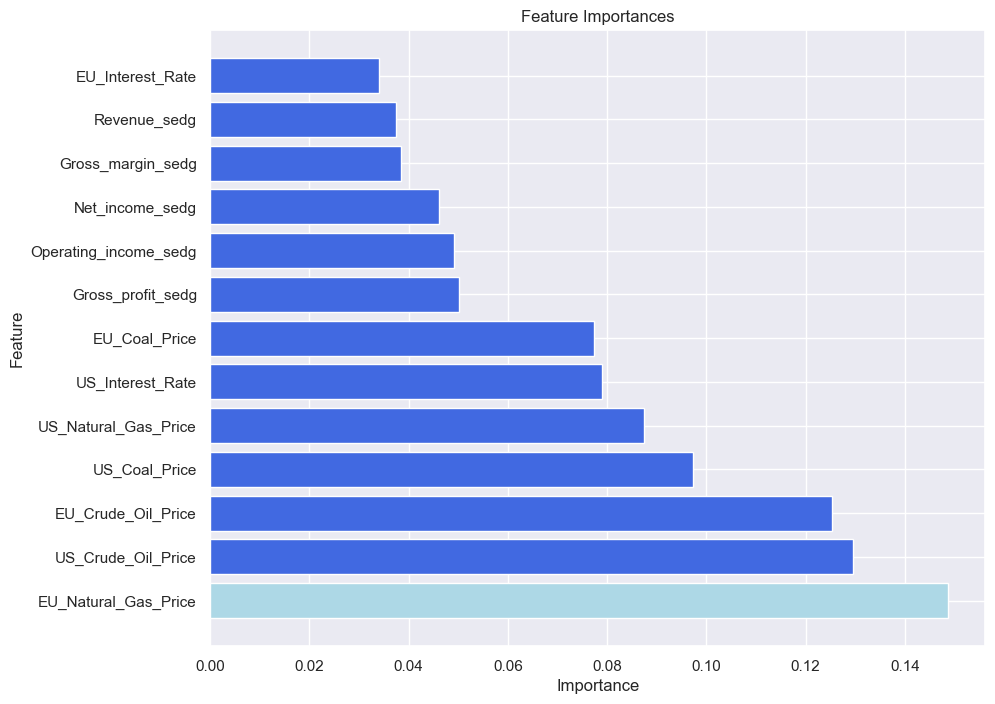 Feature Importances
EU_Interest_Rate
Revenue_sedg
Gross_margin_sedg
Net_income_sedg
Operating_income_sedg
Gross_profit_sedg
EU_Coal_Price
US_Interest_Rate
US_Natural_Gas_Price
US_Coal_Price
EU_Crude_Oil_Price
US_Crude_Oil_Price
EU_Natural_Gas_Price
Feature
0.00 0.02 0.04 0.06 0.08 0.10 0.12 0.14
Importance